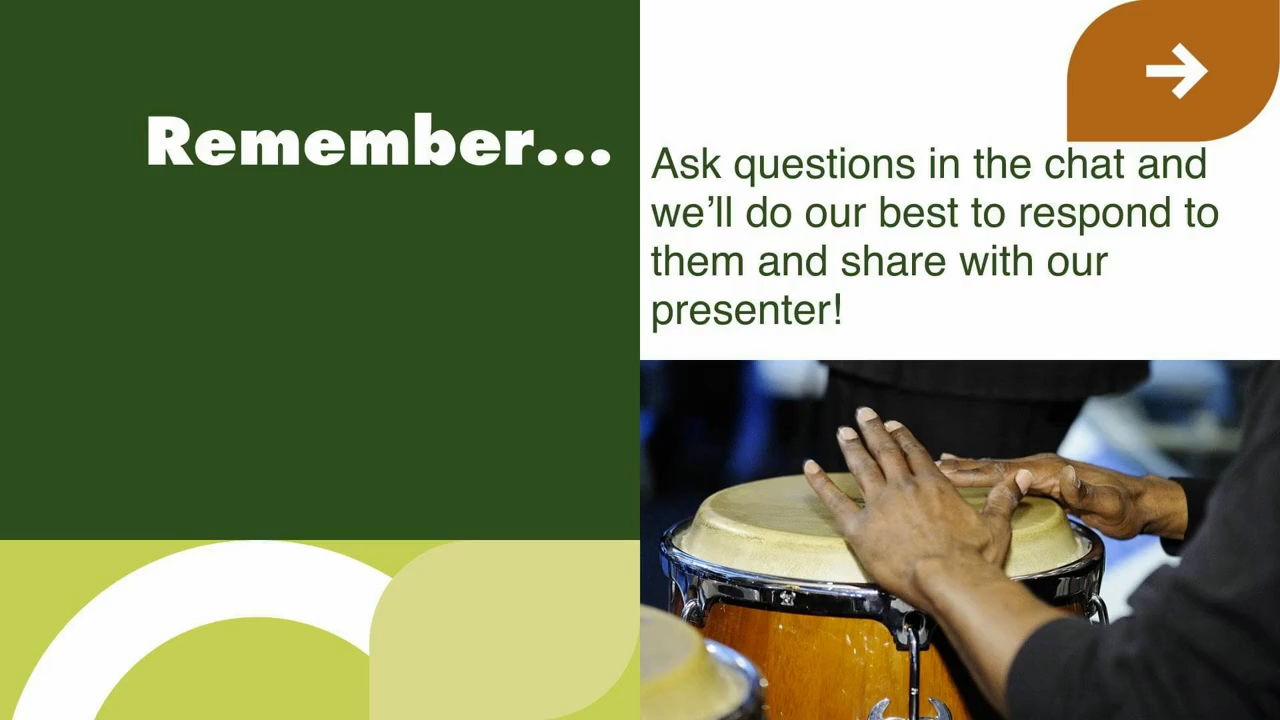 Remember...
Ask questions in the chat and
we’ll do our best to respond to
them and share with our
presenter!